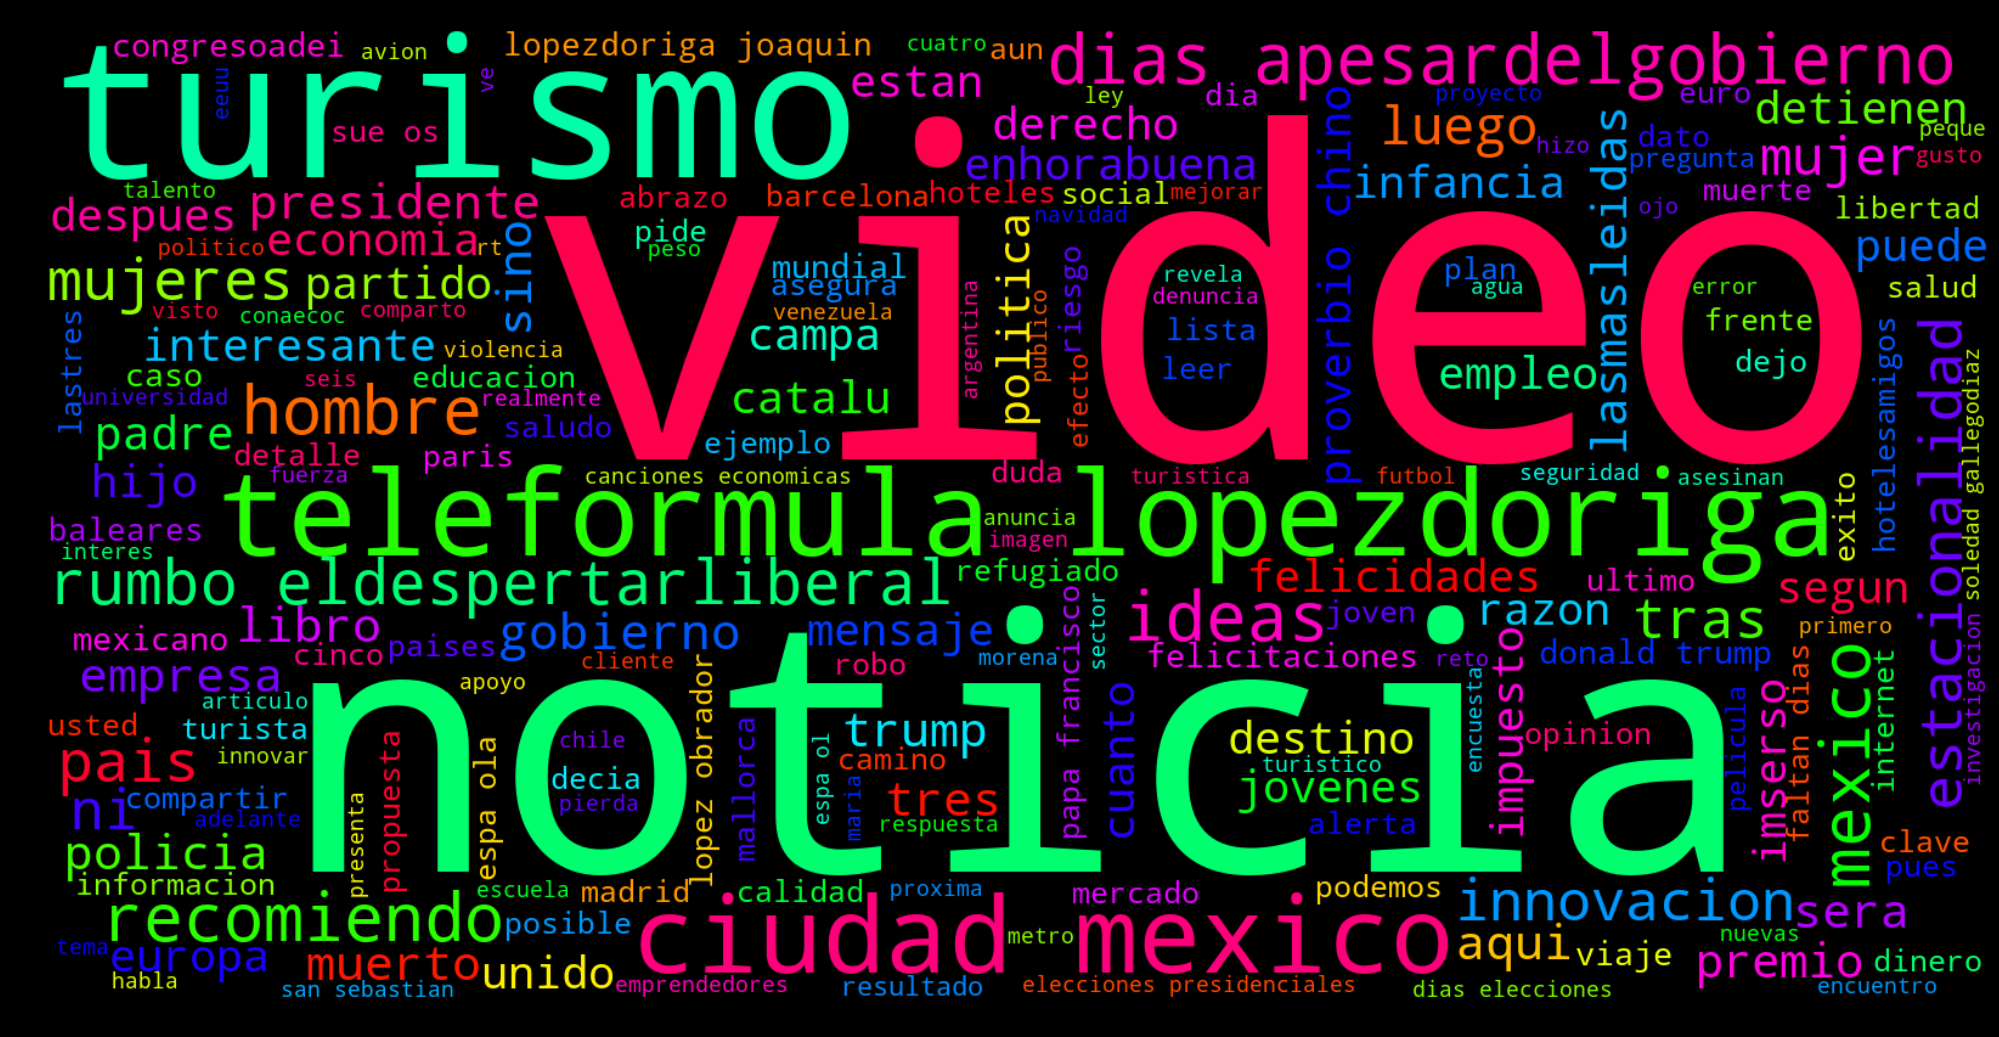 congresoadei
avion
lopezdoriga joaquin
cuatro
aun
dias apesardelgobierno
turismo
eeuu
ve
estan
ley
dia
proyecto
euro
detienen
sue os
derecho
luego
hizo
dato
peque
enhorabuena
pregunta
mujer
gusto
talento
presidente
abrazo
barcelona
hoteles
social
mejorar
infancia
muerte
despues
navidad
ojo
libertad
politico
economia
rt
sino
pide
peso
video
politica
riesgo
proverbio chino
lasmasleidas
puede
mujeres
partido
mundial
asegura
revela
denuncia
plan
agua
error
salud
visto
conaecoc
comparto
venezuela
argentina
publico
lista
frente
lastres
interesante
violencia
campa
leer
dejo
hotelesamigos
estacionalidad
soledad gallegodiaz
caso
seis
educacion
empleo
universidad
hombre
realmente
catalu
efecto
padre
saludo
ejemplo
detalle
paris
hijo
fuerza
canciones economicas
duda
turistica
futbol
seguridad
asesinan
teleformula
lopezdoriga
exito
baleares
anuncia
interes
imagen
rumbo eldespertarliberal
refugiado
felicidades
ultimo
segun
libro
ideas
joven
razon
tras
primero
mexicano
paises
gobierno
mensaje
papa francisco
sector
cinco
cliente
robo
morena
felicitaciones
reto
donald trump
empresa
apoyo
lopez obrador
articulo
noticia
cuanto
encuesta
impuesto
imserso
pelicula
faltan dias
mexico
internet
investigacion
usted
turista
mallorca
trump
destino
opinion
pais
innovar
propuesta
espa ola
chile
espa ol
camino
turistico
decia
jovenes
ni
compartir
pierda
maria
tres
adelante
presenta
respuesta
alerta
clave
policia
pues
informacion
escuela
madrid
calidad
proxima
mercado
podemos
innovacion
recomiendo
posible
ciudad mexico
sera
metro
nuevas
tema
europa
muerto
unido
aqui
viaje
premio
dinero
habla
san sebastian
emprendedores
resultado
elecciones presidenciales
dias elecciones
encuentro